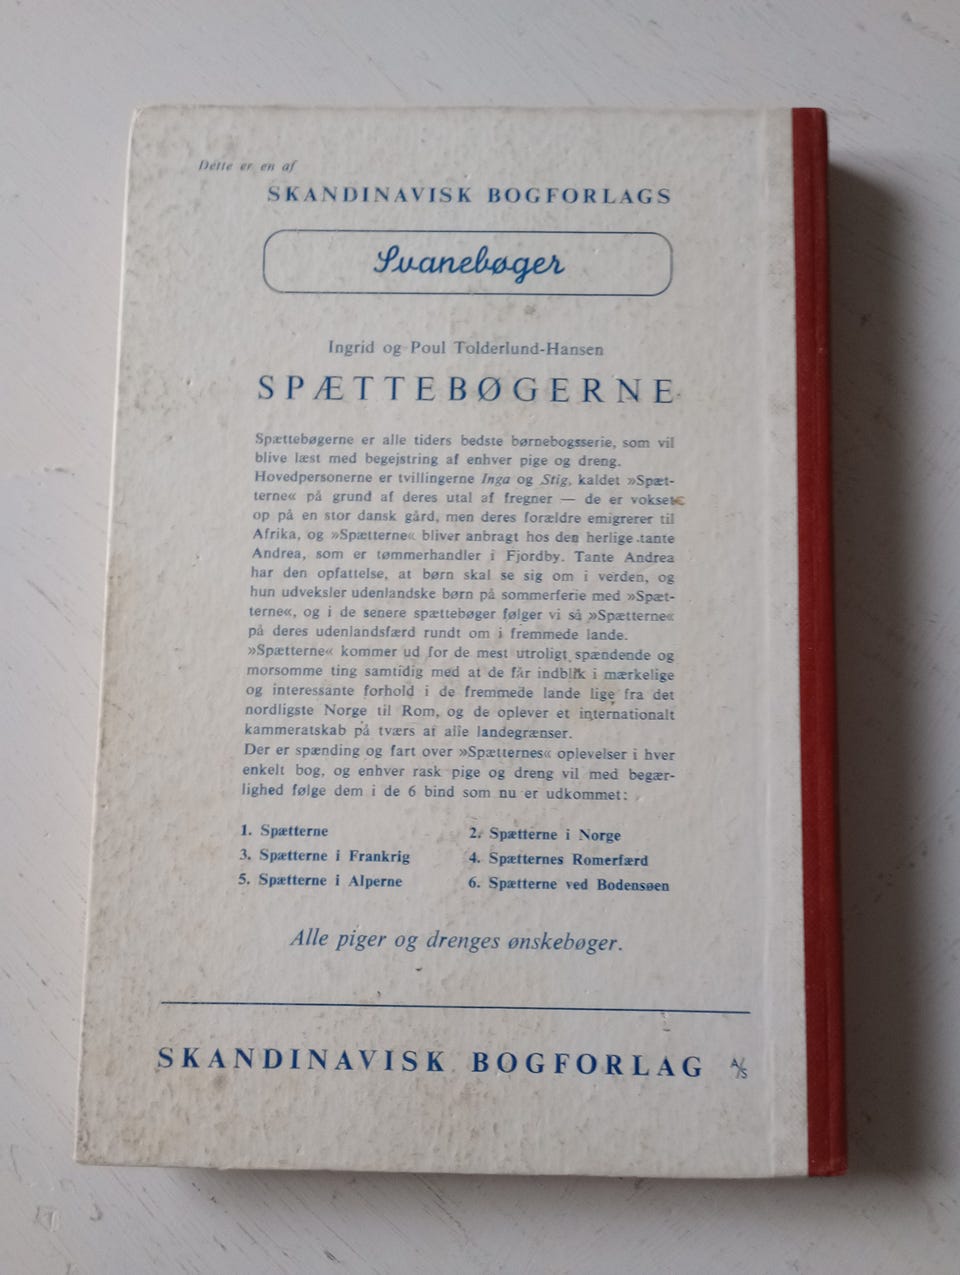 Dette er en af
SKANDINAVISK BOGFORLAGS
Svanebøger
Ingrid og Poul Tolderlund-Hansen
SPÆTTEBØGERNE
Spættebøgerne er alle tiders bedste børnebogsserie, som vil
blive læst med begejstring af enhver pige og dreng.
Hovedpersonerne er tvillingerne Inga og Stig, kaldet »Spæt-
terne« på grund af deres utal af fregner — de er vokset
op på en stor dansk gård, men deres forældre emigrerer til
Afrika, og »Spætterne« bliver anbragt hos den herlige tante
Andrea, som er tømmerhandler i Fjordby. Tante Andrea
har den opfattelse, at børn skal se sig om i verden, og
hun udveksler udenlandske børn på sommerferie med »Spæt-
terne«, og i de senere spættebøger følger vi så »Spætterne«
på deres udenlandsfærd rundt om i fremmede lande.
»Spætterne« kommer ud for de mest utroligt spændende og
morsomme ting samtidig med at de får indblik i mærkelige
og interessante forhold i de fremmede lande lige fra det
nordligste Norge til Rom, og de oplever et internationalt
kammeratskab på tværs af alle landegrænser.
Der er spænding og fart over »Spætternes« oplevelser i hver
enkelt bog, og enhver rask pige og dreng vil med begær-
lighed følge dem i de 6 bind som nu er udkommet:
1. Spætterne 2. Spætterne i Norge
3. Spætterne i Frankrig 4. Spætternes Romerfærd
5. Spætterne i Alperne 6. Spætterne ved Bodensøen
Alle piger og drenges ønskebøger.
SKANDINAVISK BOGFORLAG A/S